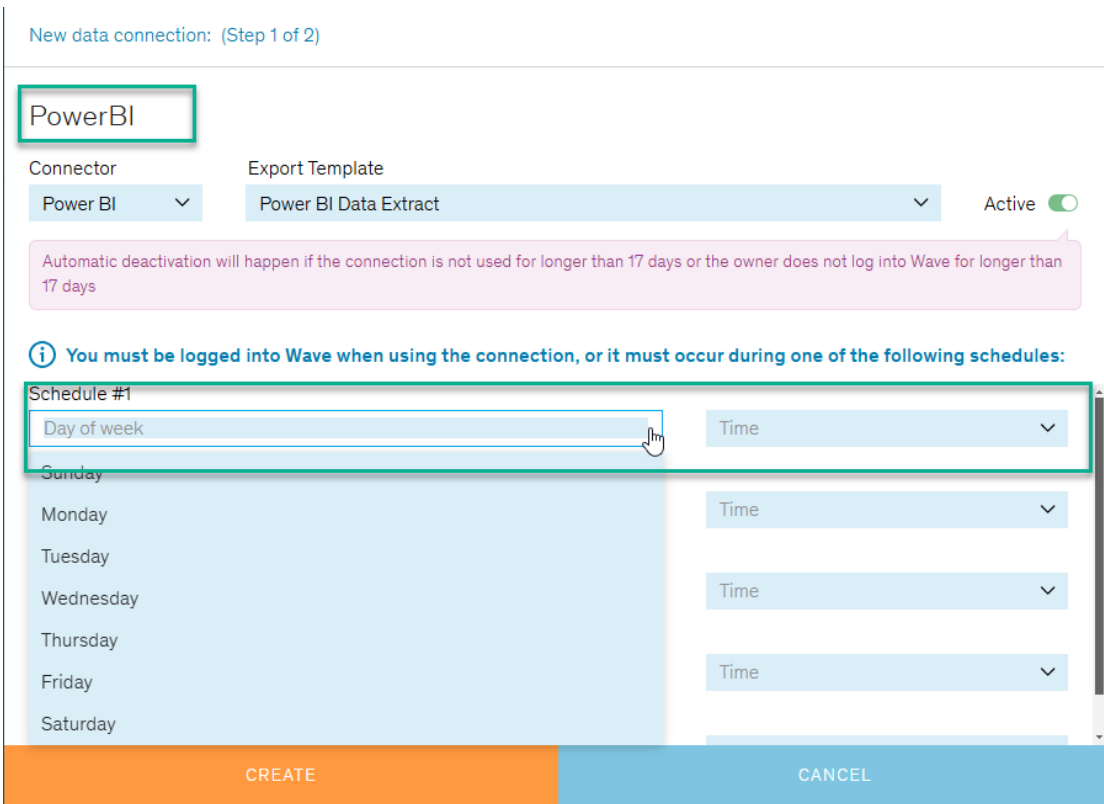 New data connection: (Step 1 of 2)
PowerBI
Connector
Export Template
Power BI
Power BI Data Extract
Active
Automatic deactivation will happen if the connection is not used for longer than 17 days or the owner does not log into Wave for longer than
17 days
You must be logged into Wave when using the connection, or it must occur during one of the following schedules:
Schedule #1
Day of week
Time
Sunday
Monday
Time
Tuesday
Wednesday
Time
Thursday
Friday
Time
Saturday
CREATE
CANCEL